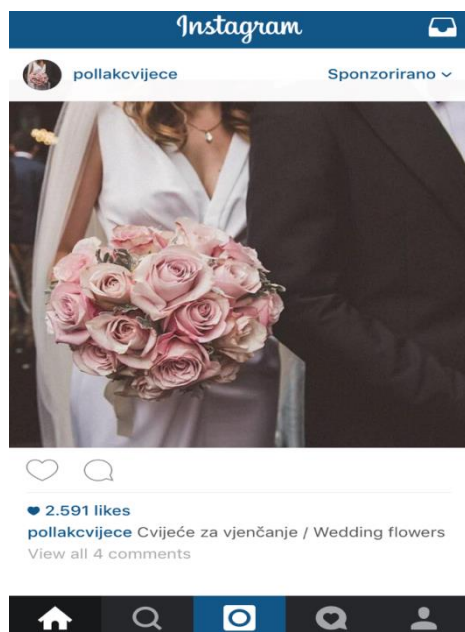 Instagram
pollakcvijece Sponzorirano
2.591 likes
pollakcvijece Cvijeće za vjenčanje / Wedding flowers
View all 4 comments